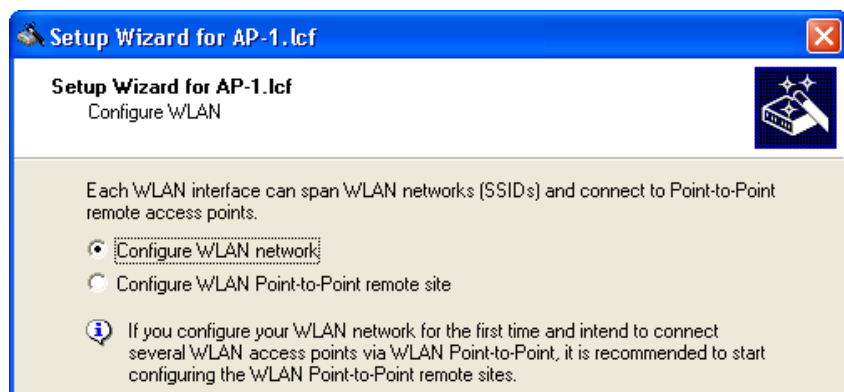 Setup Wizard for AP-1.lcf
Setup Wizard for AP-1.lcf
Configure WLAN
Each WLAN interface can span WLAN networks (SSIDs) and connect to Point-to-Point
remote access points.
Configure WLAN network
Configure WLAN Point-to-Point remote site
If you configure your WLAN network for the first time and intend to connect
several WLAN access points via WLAN Point-to-Point, it is recommended to start
configuring the WLAN Point-to-Point remote sites.